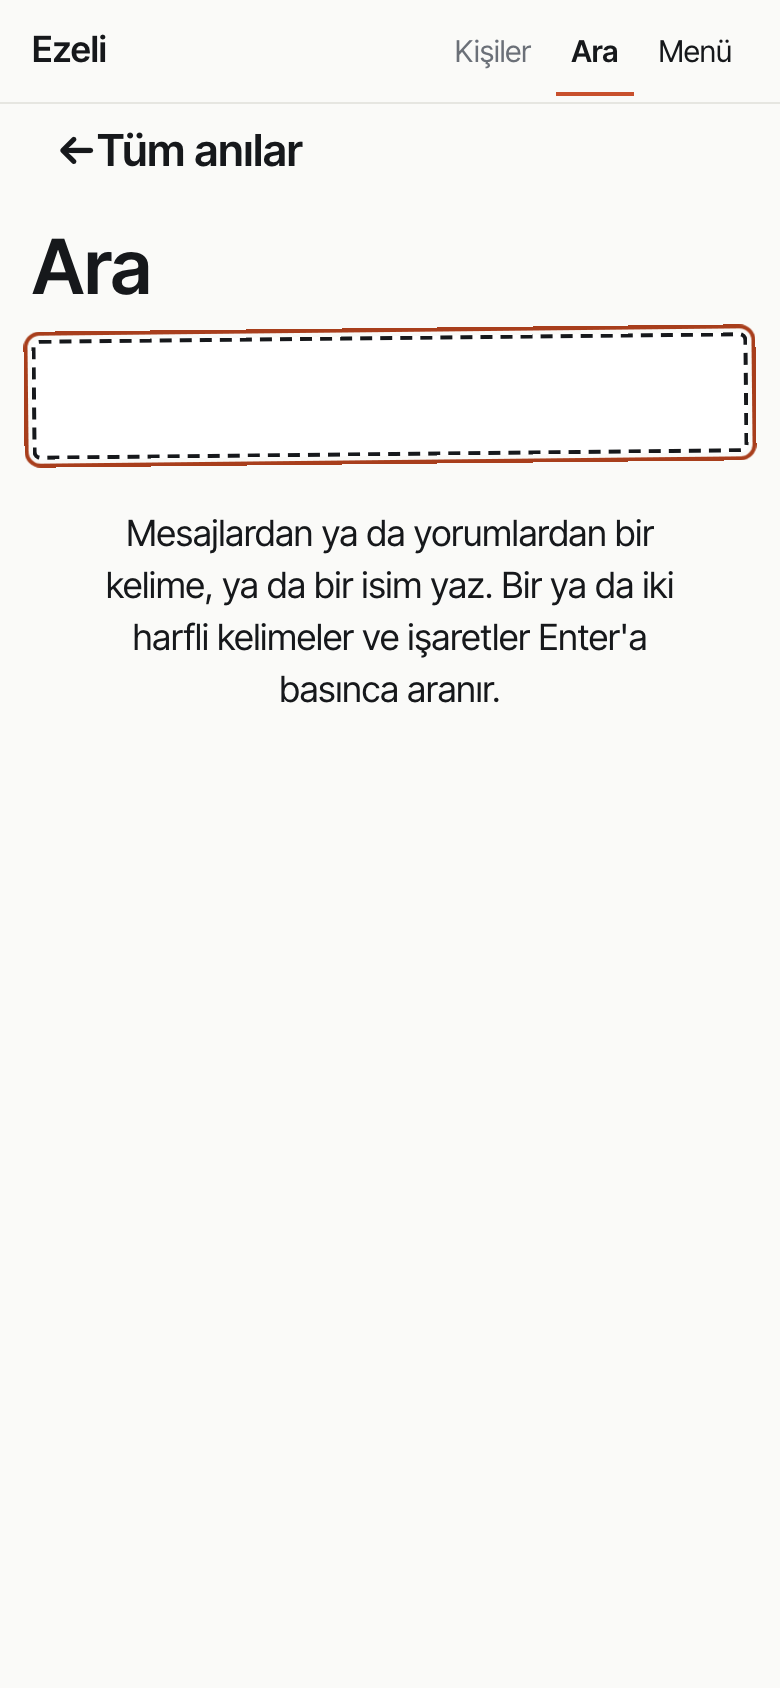 Ezeli
Kişiler
Ara
Menü
←Tüm anılar
Ara
Mesajlardan ya da yorumlardan bir
kelime, ya da bir isim yaz. Bir ya da iki
harfli kelimeler ve işaretler Enter'a
basınca aranır.